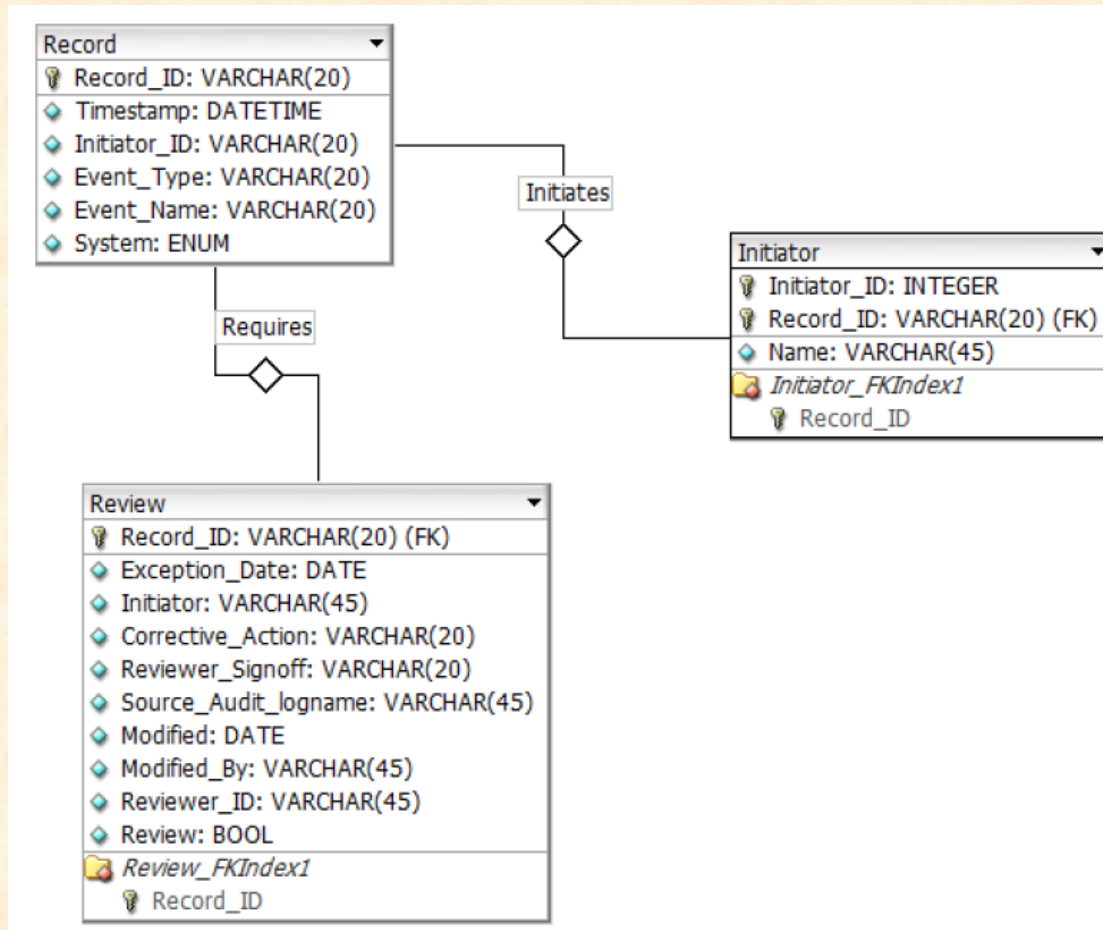 Record
Record_ID: VARCHAR(20)
Timestamp: DATETIME
Initiator_ID: VARCHAR(20)
Event_Type: VARCHAR(20)
Event_Name: VARCHAR(20)
System: ENUM
Initiates
Initiator
Initiator_ID: INTEGER
Record_ID: VARCHAR(20) (FK)
Name: VARCHAR(45)
Initiator_FKIndex1
Record_ID
Requires
Review
Record_ID: VARCHAR(20) (FK)
Exception_Date: DATE
Initiator: VARCHAR(45)
Corrective_Action: VARCHAR(20)
Reviewer_Signoff: VARCHAR(20)
Source_Audit_logname: VARCHAR(45)
Modified: DATE
Modified_By: VARCHAR(45)
Reviewer_ID: VARCHAR(45)
Review: BOOL
Review_FKIndex1
Record_ID